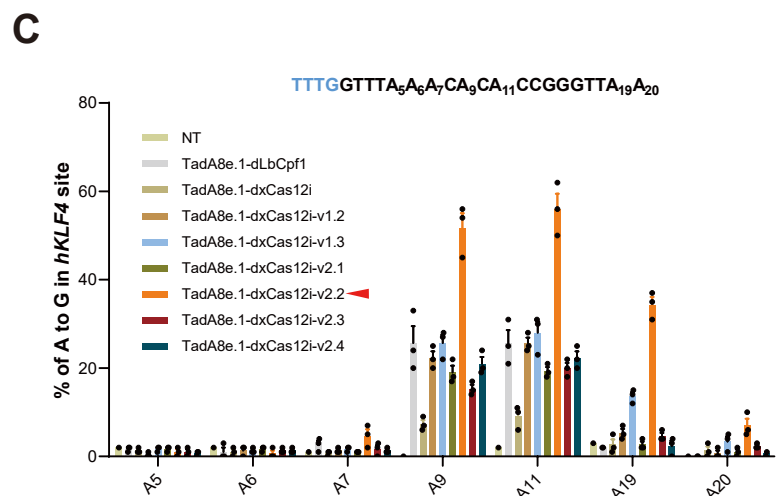 C
TTTGGTTTA5A6A7CA9CA11CCGGGTTA19A20
% of A to G in hKLF4 site
80
60
40
20
0
NT
TadA8e.1-dLbCpf1
TadA8e.1-dxCas12i
TadA8e.1-dxCas12i-v1.2
TadA8e.1-dxCas12i-v1.3
TadA8e.1-dxCas12i-v2.1
TadA8e.1-dxCas12i-v2.2
TadA8e.1-dxCas12i-v2.3
TadA8e.1-dxCas12i-v2.4
A5 A6 A7 A9 A11 A19 A20